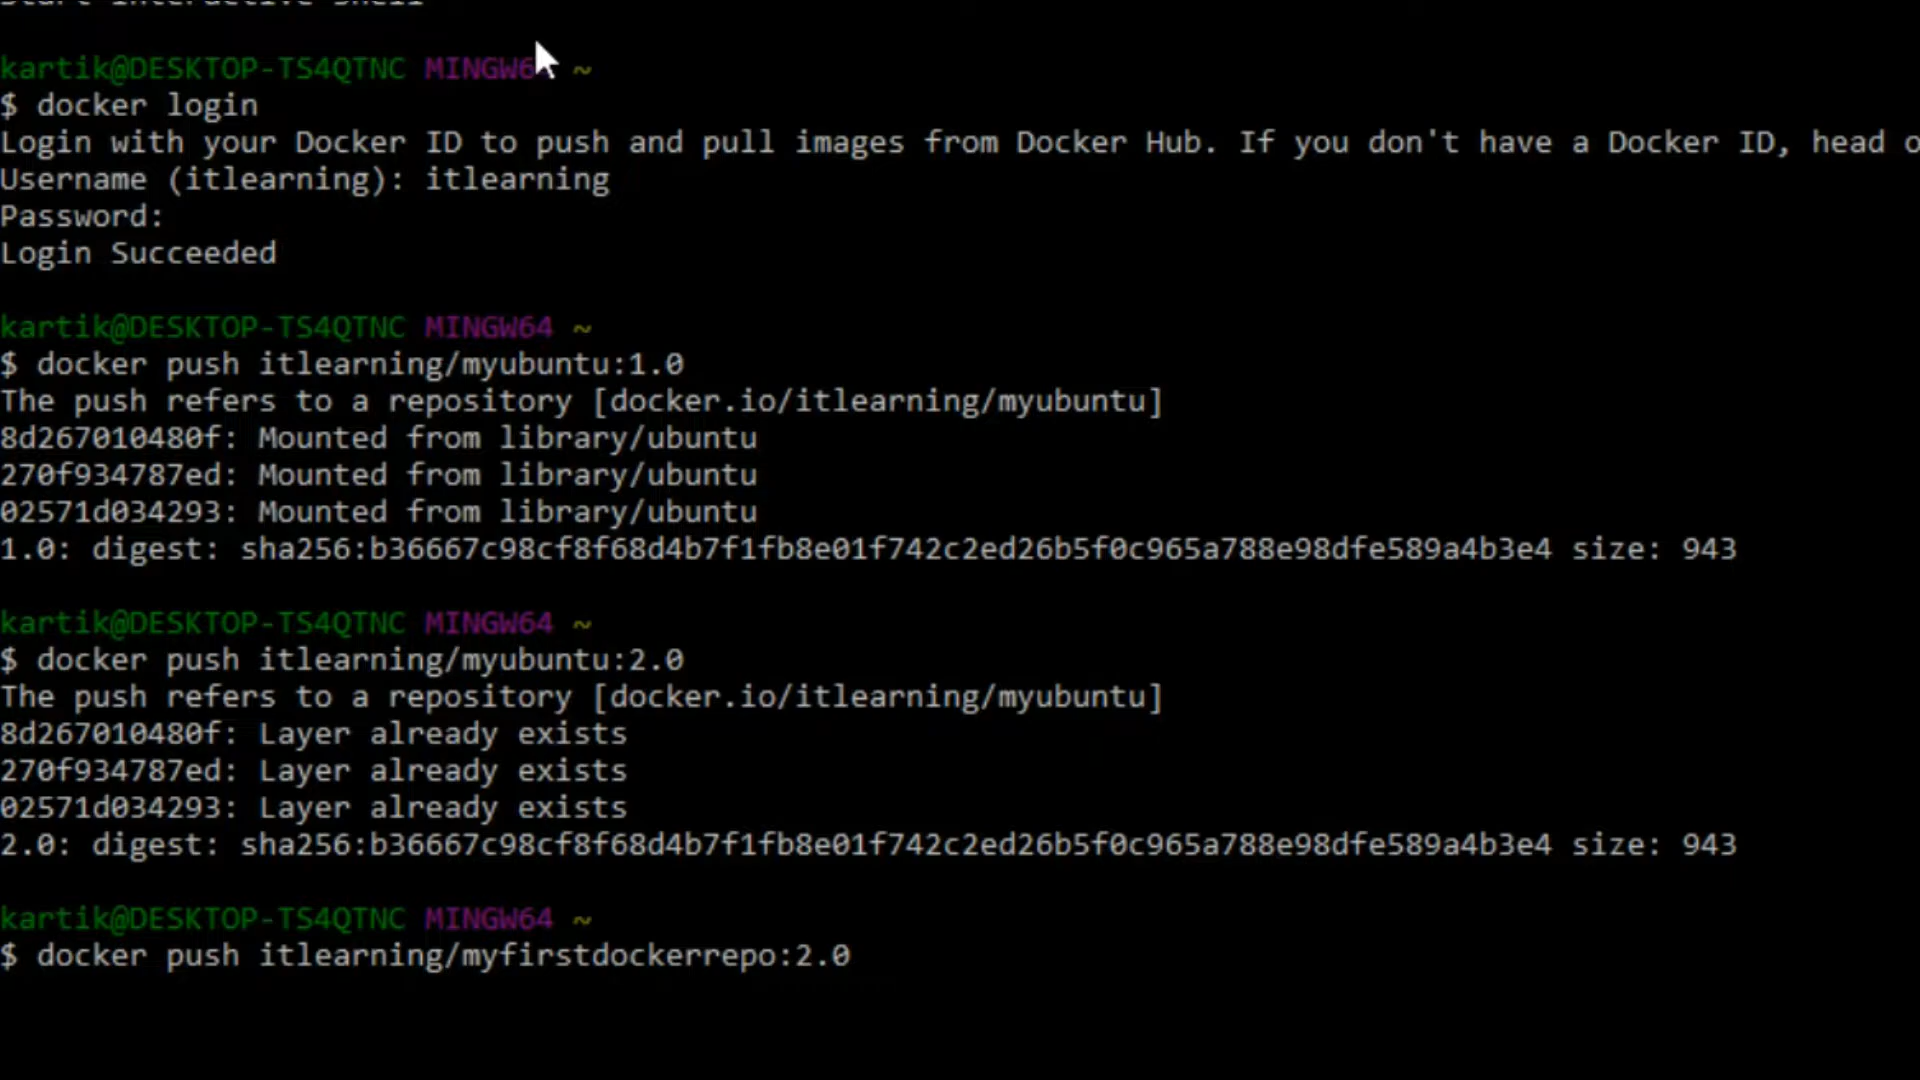 Start interactive shell
kartik@DESKTOP-TS4QTNC MINGW64 ~
$ docker login
Login with your Docker ID to push and pull images from Docker Hub. If you don't have a Docker ID, head o
Username (itlearning): itlearning
Password:
Login Succeeded
kartik@DESKTOP-TS4QTNC MINGW64 ~
$ docker push itlearning/myubuntu:1.0
The push refers to a repository [docker.io/itlearning/myubuntu]
8d267010480f: Mounted from library/ubuntu
270f934787ed: Mounted from library/ubuntu
02571d034293: Mounted from library/ubuntu
1.0: digest: sha256:b36667c98cf8f68d4b7f1fb8e01f742c2ed26b5f0c965a788e98dfe589a4b3e4 size: 943
kartik@DESKTOP-TS4QTNC MINGW64 ~
$ docker push itlearning/myubuntu:2.0
The push refers to a repository [docker.io/itlearning/myubuntu]
8d267010480f: Layer already exists
270f934787ed: Layer already exists
02571d034293: Layer already exists
2.0: digest: sha256:b36667c98cf8f68d4b7f1fb8e01f742c2ed26b5f0c965a788e98dfe589a4b3e4 size: 943
kartik@DESKTOP-TS4QTNC MINGW64 ~
$ docker push itlearning/myfirstdockerrepo:2.0